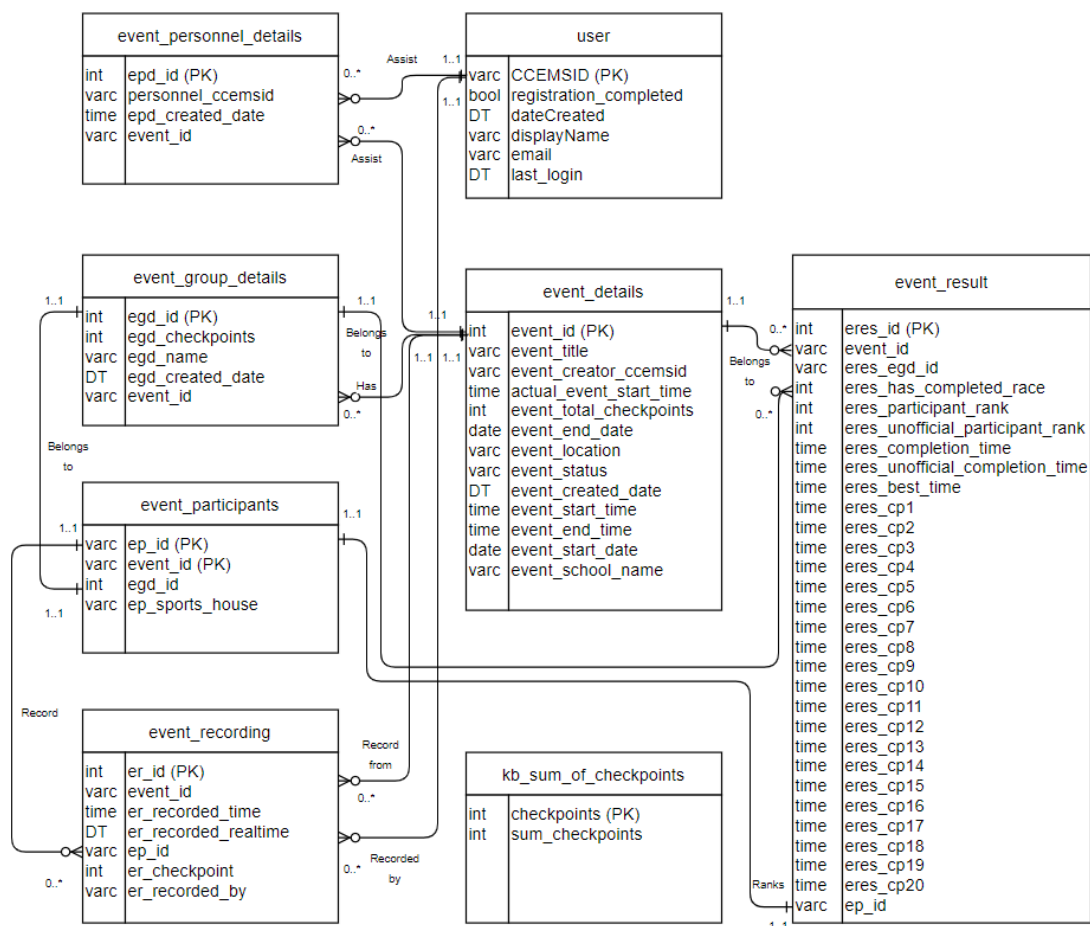 event_personnel_details
int epd_id (PK)
varc personnel_ccemsid
time epd_created_date
varc event_id
0..*
Assist
1..1
1..1
0..*
Assist
user
varc CCEMSID (PK)
bool registration_completed
DT dateCreated
varc displayName
varc email
DT last_login
event_group_details
int egd_id (PK)
int egd_checkpoints
varc egd_name
DT egd_created_date
varc event_id
1..1
1..1
Belongs
to
Has
0..*
1..1
1..1
1..1
event_details
int event_id (PK)
varc event_title
varc event_creator_ccemsid
time actual_event_start_time
int event_total_checkpoints
date event_end_date
varc event_location
varc event_status
DT event_created_date
time event_start_time
time event_end_time
date event_start_date
varc event_school_name
1..1
0..*
Belongs
to
0..*
event_result
int eres_id (PK)
varc event_id
varc eres_egd_id
int eres_has_completed_race
int eres_participant_rank
int eres_unofficial_participant_rank
time eres_completion_time
time eres_unofficial_completion_time
time eres_best_time
time eres_cp1
time eres_cp2
time eres_cp3
time eres_cp4
time eres_cp5
time eres_cp6
time eres_cp7
time eres_cp8
time eres_cp9
time eres_cp10
time eres_cp11
time eres_cp12
time eres_cp13
time eres_cp14
time eres_cp15
time eres_cp16
time eres_cp17
time eres_cp18
time eres_cp19
time eres_cp20
varc ep_id
Belongs
to
event_participants
varc ep_id (PK)
varc event_id (PK)
int egd_id
varc ep_sports_house
1..1
1..1
1..1
Record
event_recording
int er_id (PK)
varc event_id
time er_recorded_time
DT er_recorded_realtime
varc ep_id
int er_checkpoint
varc er_recorded_by
0..*
Record
from
0..*
0..*
Recorded
by
kb_sum_of_checkpoints
int checkpoints (PK)
int sum_checkpoints
Ranks
1..1